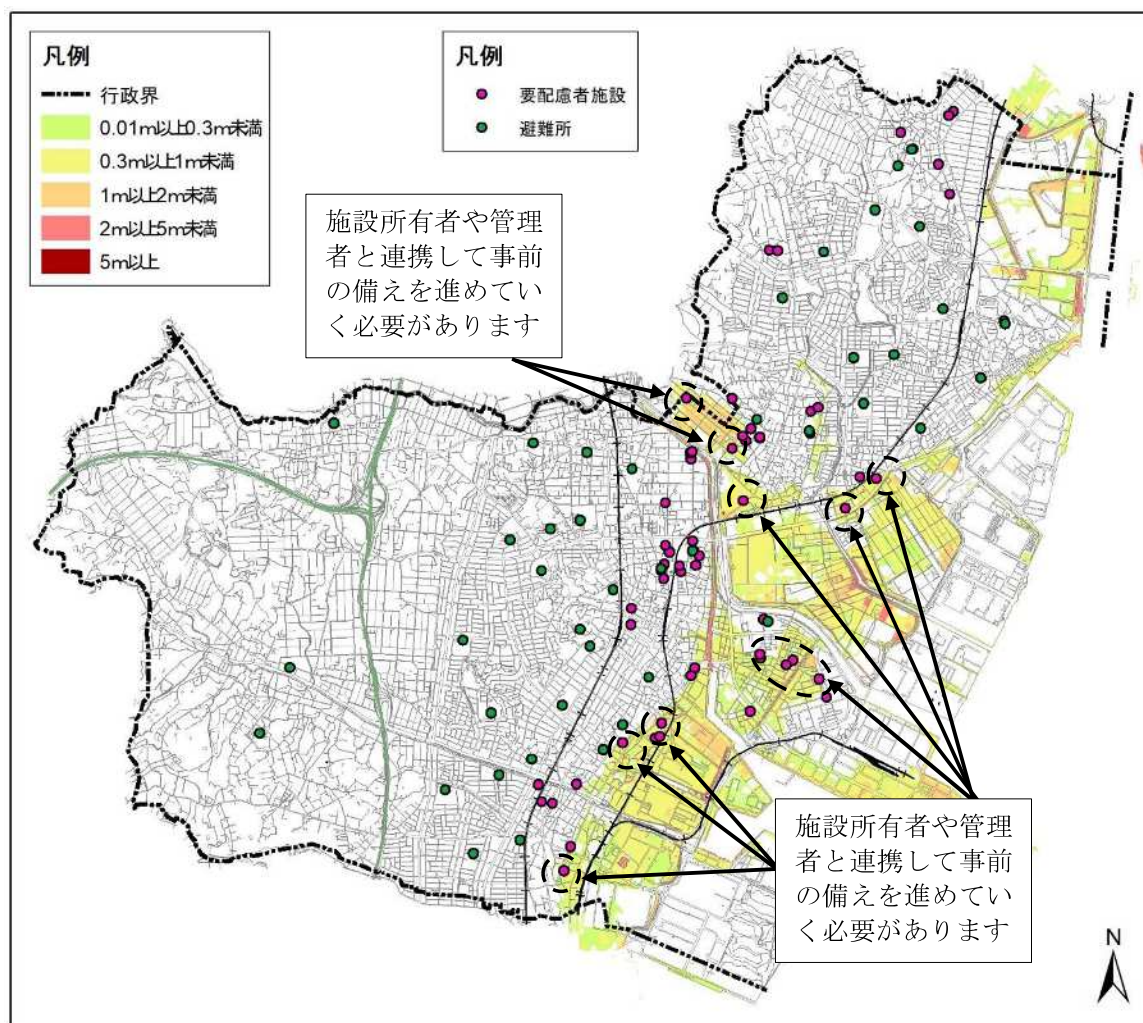 凡例
行政界
0.01m以上0.3m未満
0.3m以上1m未満
1m以上2m未満
2m以上5m未満
5m以上
凡例
要配慮者施設
避難所
施設所有者や管理
者と連携して事前
の備えを進めてい
く必要があります
施設所有者や管理
者と連携して事前
の備えを進めてい
く必要があります
N